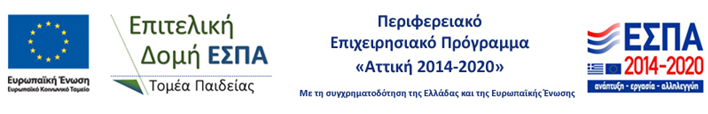 Ευρωπαϊκή Ένωση
Ευρωπαϊκό Κοινωνικό Ταμείο
Επιτελική
Δομή ΕΣΠΑ
Τομέα Παιδείας
Περιφερειακό
Επιχειρησιακό Πρόγραμμα
«Αττική 2014-2020»
Με τη συγχρηματοδότηση της Ελλάδας και της Ευρωπαϊκής Ένωσης
ΕΣΠΑ
2014-2020
ανάπτυξη - εργασία - αλληλεγγύη